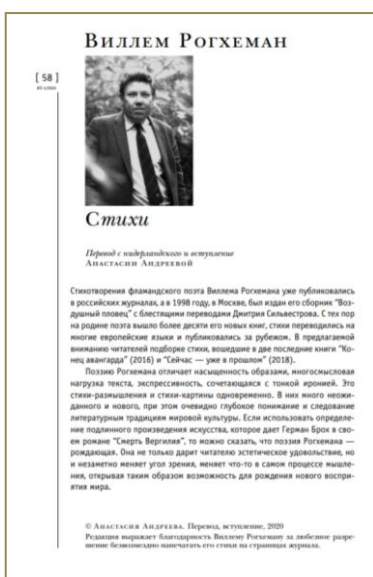 Виллем Рогхеман
[ 58 ]
Стихи
Перевод с нидерландского и вступление
Анастасии Андреевой
Стихотворения фламандского поэта Виллема Рогхемана уже публиковались
в российских журналах, а в 1998 году, в Москве, был издан его сборник “Воз-
душный пловец” с блестящими переводами Дмитрия Сильвестрова. С тех пор
на родине поэта вышло более десяти его новых книг, стихи переводились на
многие европейские языки и публиковались за рубежом. В предлагаемой
вниманию читателей подборке стихи, вошедшие в две последние книги “Ко-
нец авангарда” (2016) и “Сейчас — уже в прошлом” (2018).
Поэзию Рогхемана отличает насыщенность образами, многосмысловая
нагрузка текста, экспрессивность, сочетающаяся с тонкой иронией. Это
стихи-размышления и стихи-картины одновременно. В них много неожи-
данного и нового, при этом очевидно глубокое понимание и следование
литературным традициям мировой культуры. Если использовать определе-
ние подлинного произведения искусства, которое дает Герман Брох в сво-
ем романе “Смерть Вергилия”, то можно сказать, что поэзия Рогхемана —
рождающая. Она не только дарит читателю эстетическое удовольствие, но
и незаметно меняет угол зрения, меняет что-то в самом процессе мышле-
ния, открывая таким образом возможность для рождения нового воспри-
ятия мира.
© Анастасия Андреева. Перевод, вступление, 2020
Редакция выражает благодарность Виллему Рогхеману за любезное разре-
шение безвозмездно напечатать его стихи на страницах журнала.